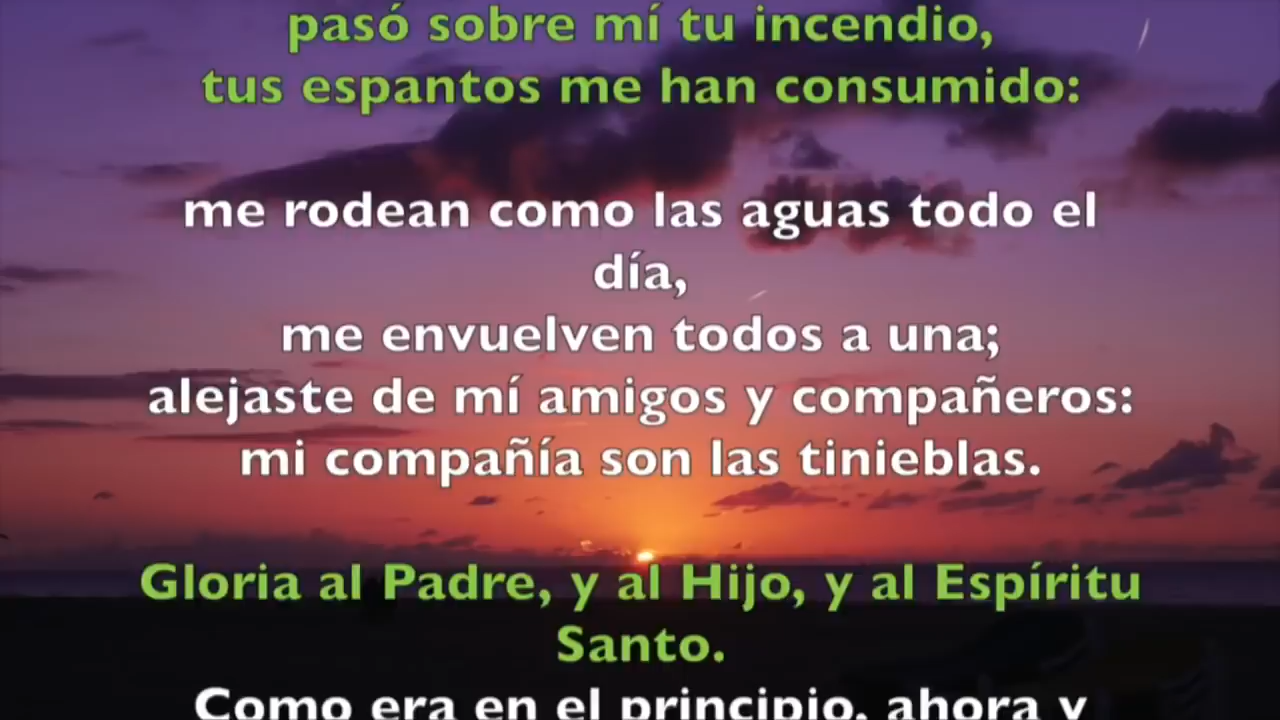 pasó sobre mí tu incendio,
tus espantos me han consumido:
me rodean como las aguas todo el
día,
me envuelven todos a una;
alejaste de mí amigos y compañeros:
mi compañía son las tinieblas.
Gloria al Padre, y al Hijo, y al Espíritu
Santo.
Como era en el principio, ahora y